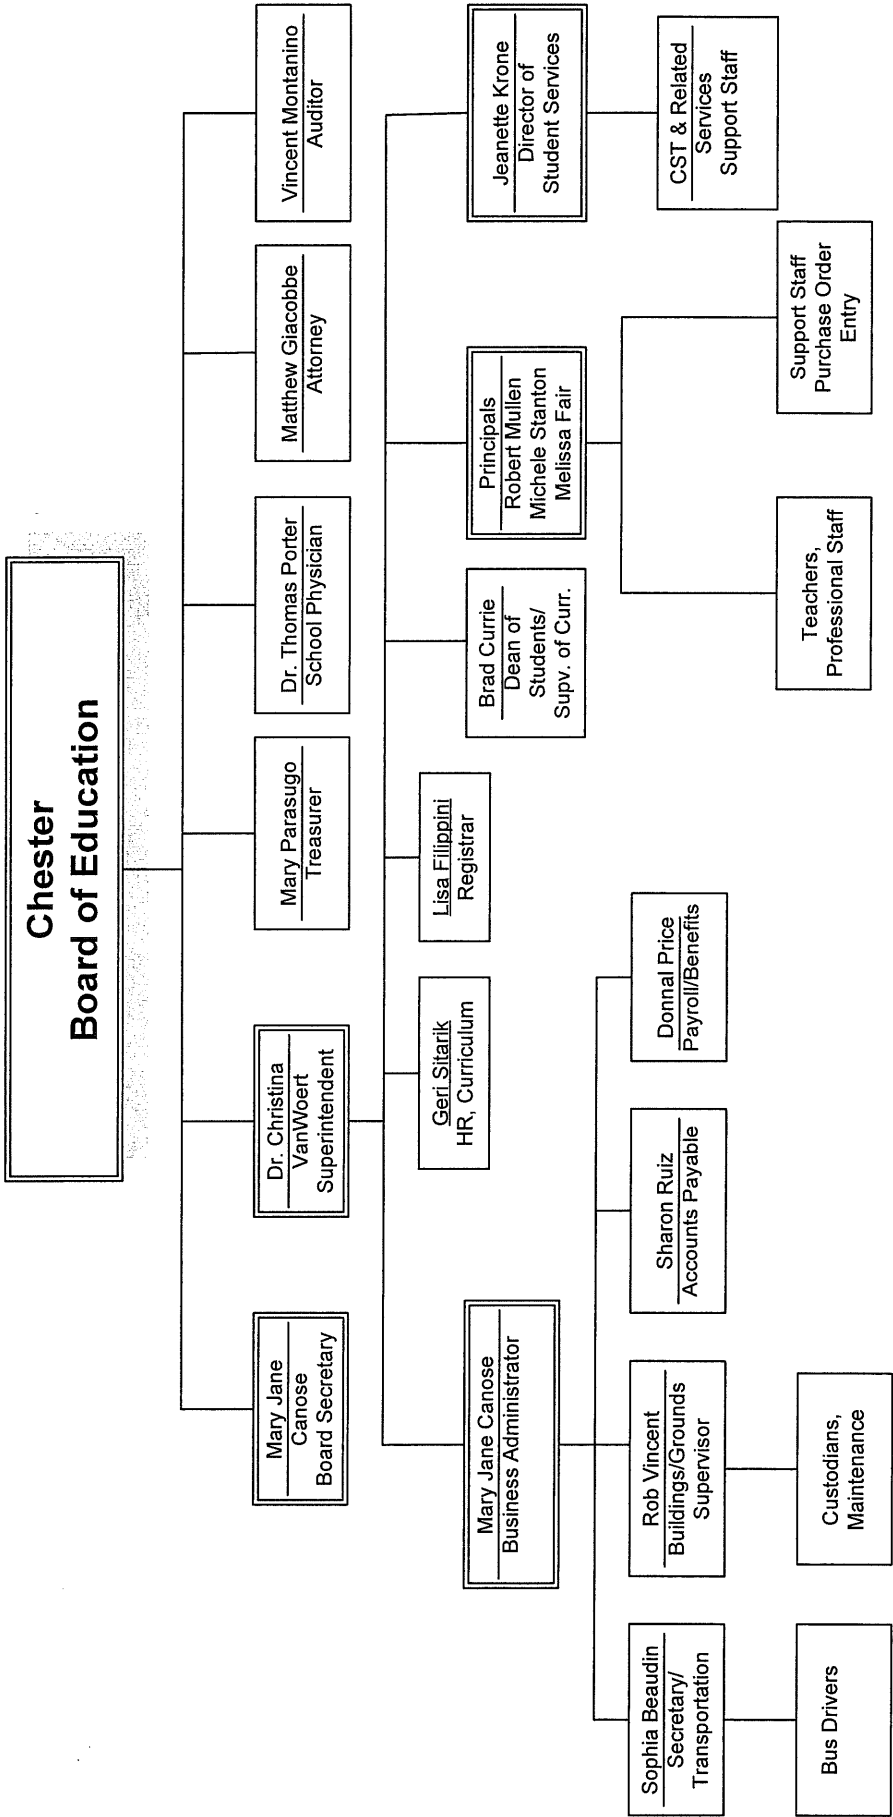 Chester
Board of Education
Mary Jane
Canose
Board Secretary
Dr. Christina
VanWoert
Superintendent
Mary Parasugo
Treasurer
Dr. Thomas Porter
School Physician
Matthew Giacobbe
Attorney
Vincent Montanino
Auditor
Mary Jane Canose
Business Administrator
Geri Sitarik
HR, Curriculum
Lisa Filippini
Registrar
Brad Currie
Dean of
Students/
Supv. of Curr.
Principals
Robert Mullen
Michele Stanton
Melissa Fair
Jeanette Krone
Director of
Student Services
Sophia Beaudin
Secretary/
Transportation
Rob Vincent
Buildings/Grounds
Supervisor
Sharon Ruiz
Accounts Payable
Donnal Price
Payroll/Benefits
CST & Related
Services
Support Staff
Bus Drivers
Custodians,
Maintenance
Teachers,
Professional Staff
Support Staff
Purchase Order
Entry